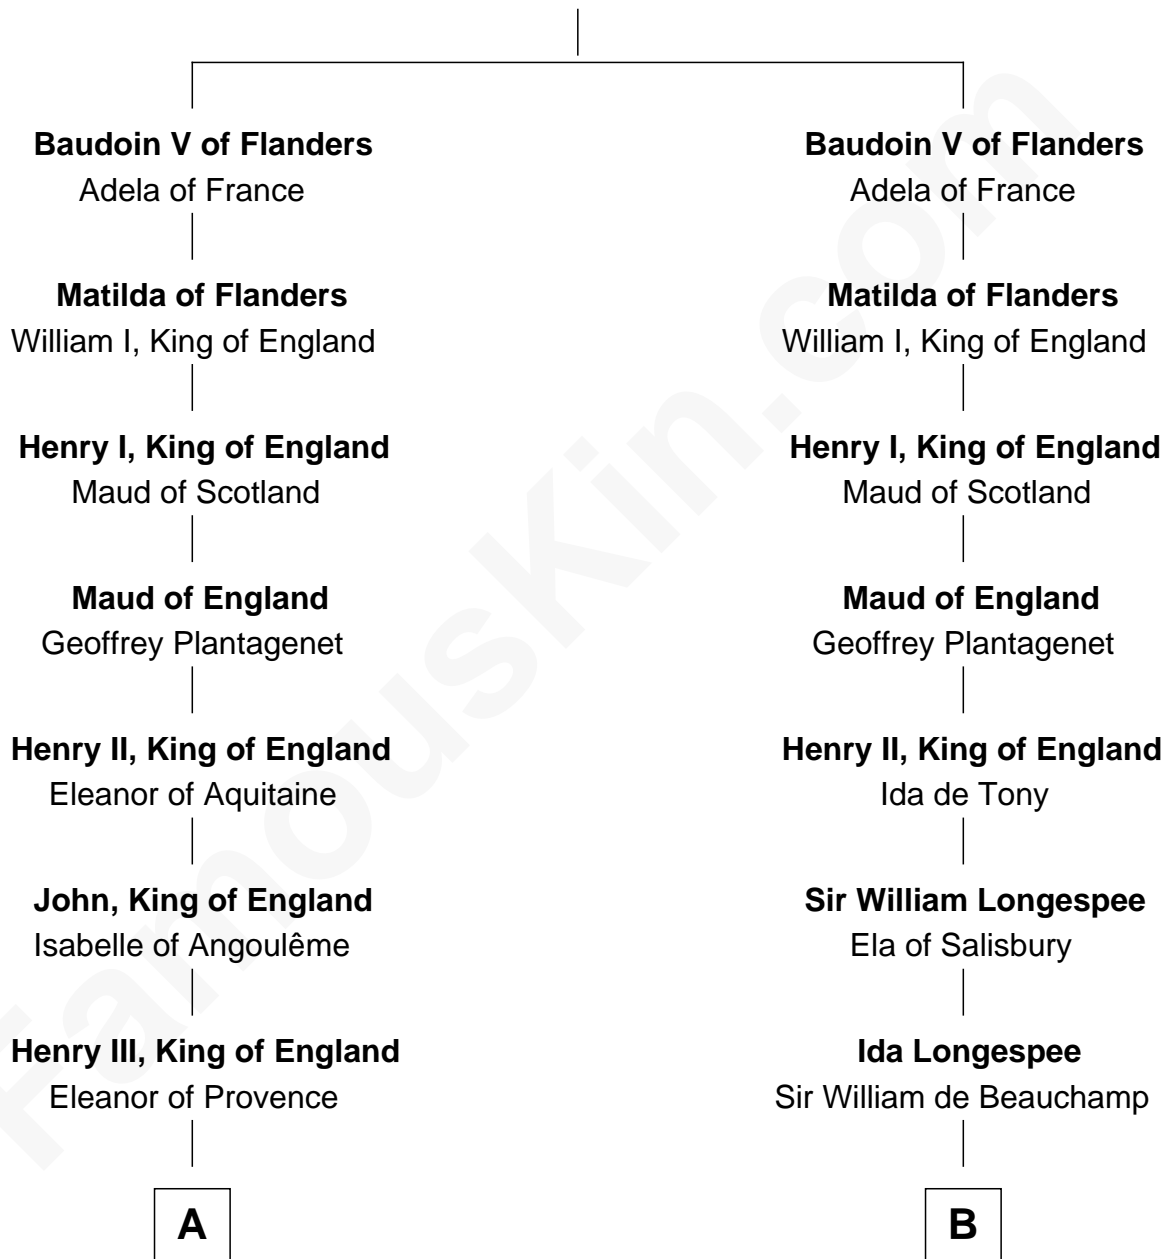 Baudoin V of Flanders
Adela of France
Matilda of Flanders
William I, King of England
Henry I, King of England
Maud of Scotland
Maud of England
Geoffrey Plantagenet
Henry II, King of England
Eleanor of Aquitaine
John, King of England
Isabelle of Angoulême
Henry III, King of England
Eleanor of Provence
A
Baudoin V of Flanders
Adela of France
Matilda of Flanders
William I, King of England
Henry I, King of England
Maud of Scotland
Maud of England
Geoffrey Plantagenet
Henry II, King of England
Ida de Tony
Sir William Longespee
Ela of Salisbury
Ida Longespee
Sir William de Beauchamp
B
FamousKin.com